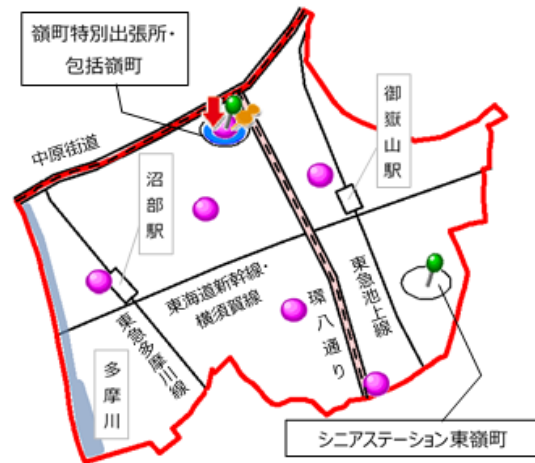 嶺町特別出張所・
包括嶺町
中原街道
御嶽山駅
沼部駅
東海道新幹線・
横須賀線
環八通り
東急池上線
東急多摩川線
多摩川
シニアステーション東嶺町